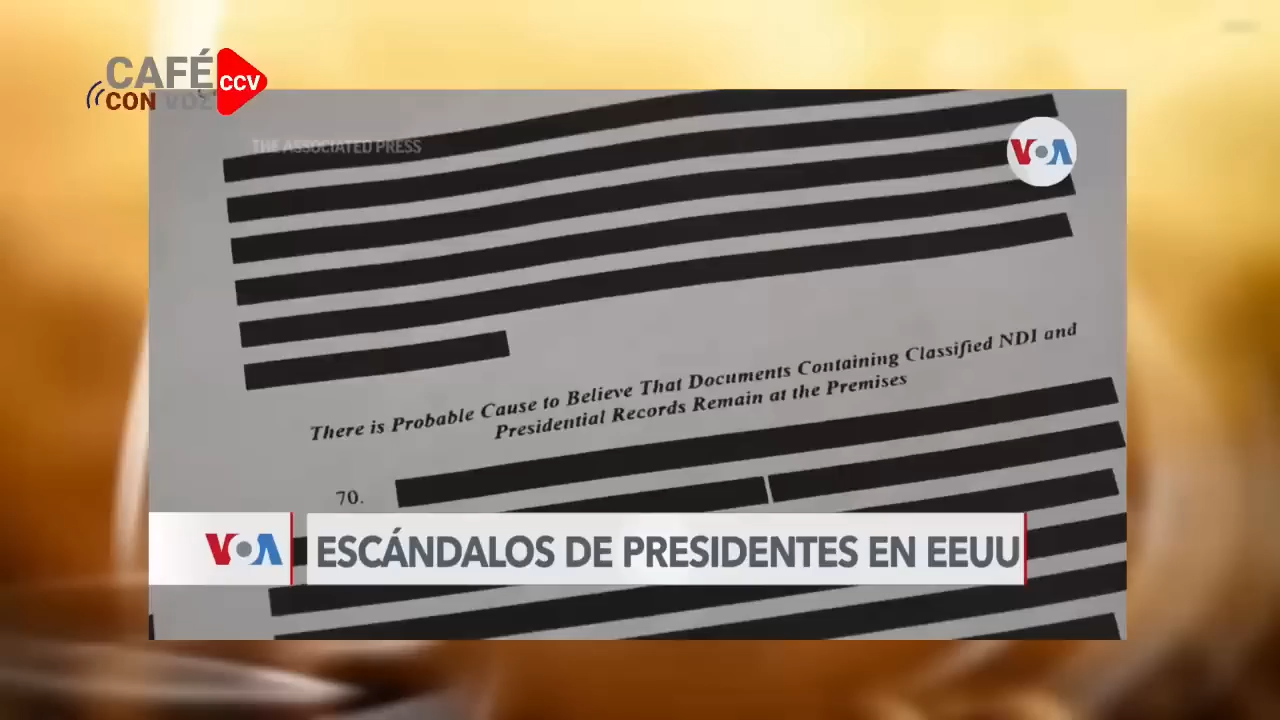 CAFÉ
CON VOZ
CCV
THE ASSOCIATED PRESS
VOA
There is Probable Cause to Believe That Documents Containing Classified NDI and
Presidential Records Remain at the Premises
70.
VOA
ESCÁNDALOS DE PRESIDENTES EN EEUU